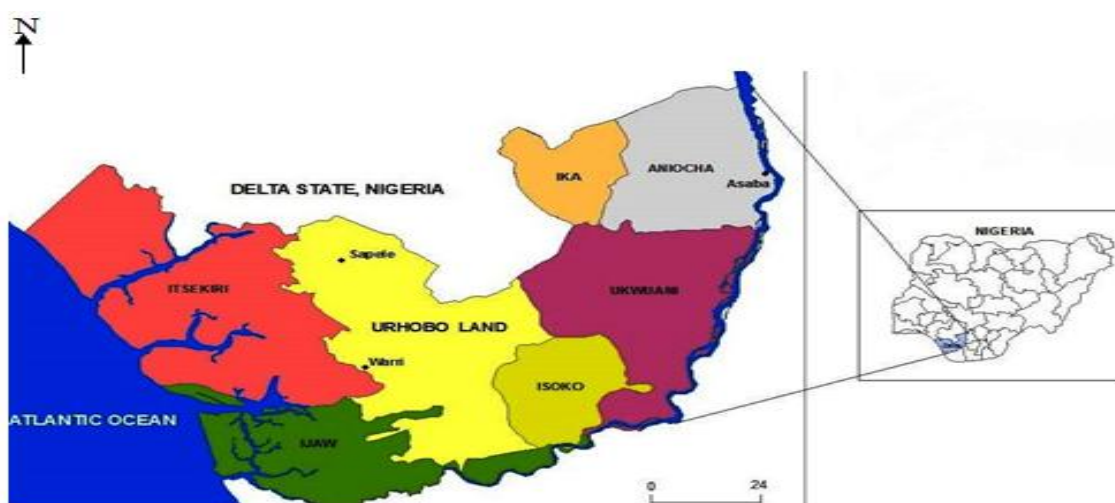 N
DELTA STATE, NIGERIA
IKA
ANIOCHA
Asaba
NIGERIA
Sapele
ITSEKIRI
UKWUANI
URHOBO LAND
Warri
ISOKO
ATLANTIC OCEAN
IJAW
0 24